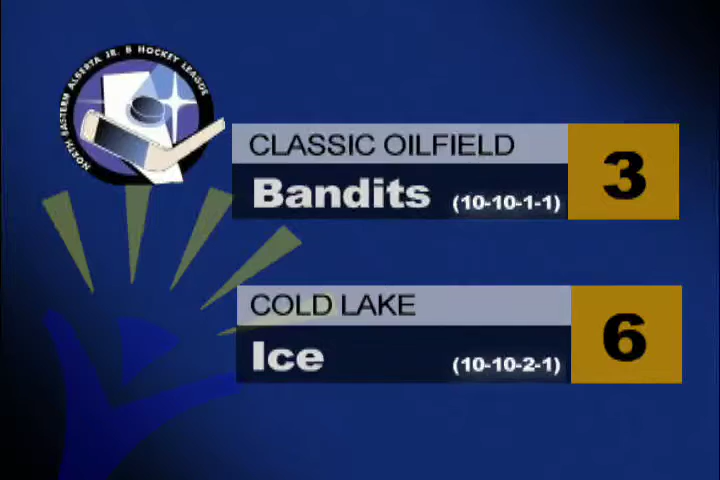 NORTH EASTERN ALBERTA JR. B HOCKEY LEAGUE
CLASSIC OILFIELD
Bandits (10-10-1-1)
3
COLD LAKE
Ice (10-10-2-1)
6